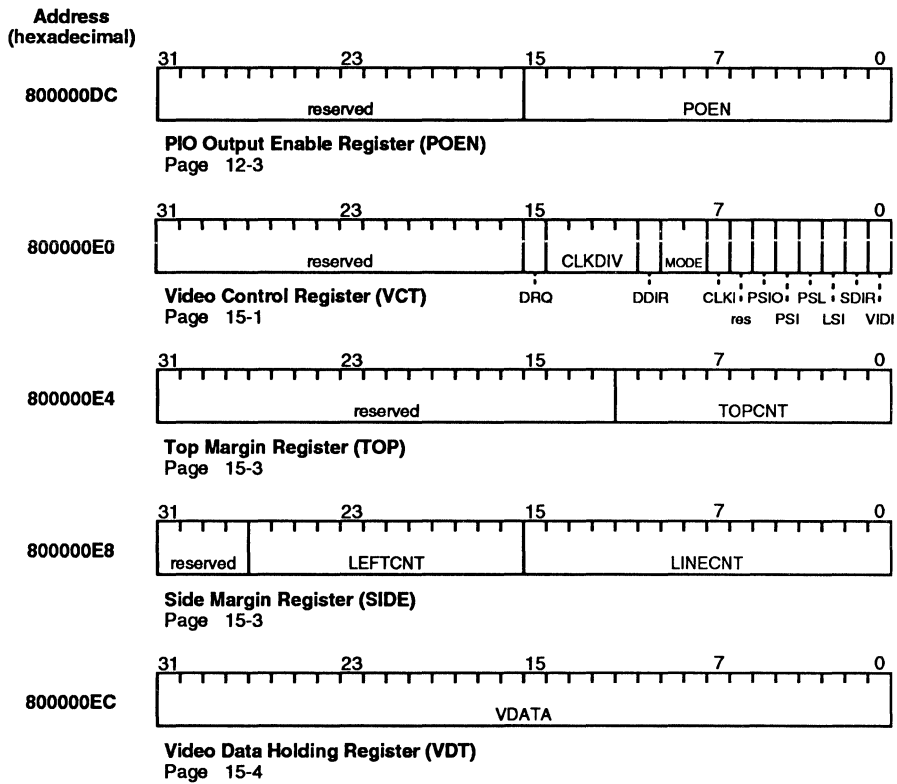 Address
(hexadecimal)
31 23 15 7 0
800000DC
reserved POEN
PIO Output Enable Register (POEN)
Page 12-3
31 23 15 7 0
800000E0
reserved CLKDIV MODE
DRQ DDIR CLKI PSIO PSL SDIR
res PSI LSI VIDI
Video Control Register (VCT)
Page 15-1
31 23 15 7 0
800000E4
reserved TOPCNT
Top Margin Register (TOP)
Page 15-3
31 23 15 7 0
800000E8
reserved LEFTCNT LINECNT
Side Margin Register (SIDE)
Page 15-3
31 23 15 7 0
800000EC
VDATA
Video Data Holding Register (VDT)
Page 15-4